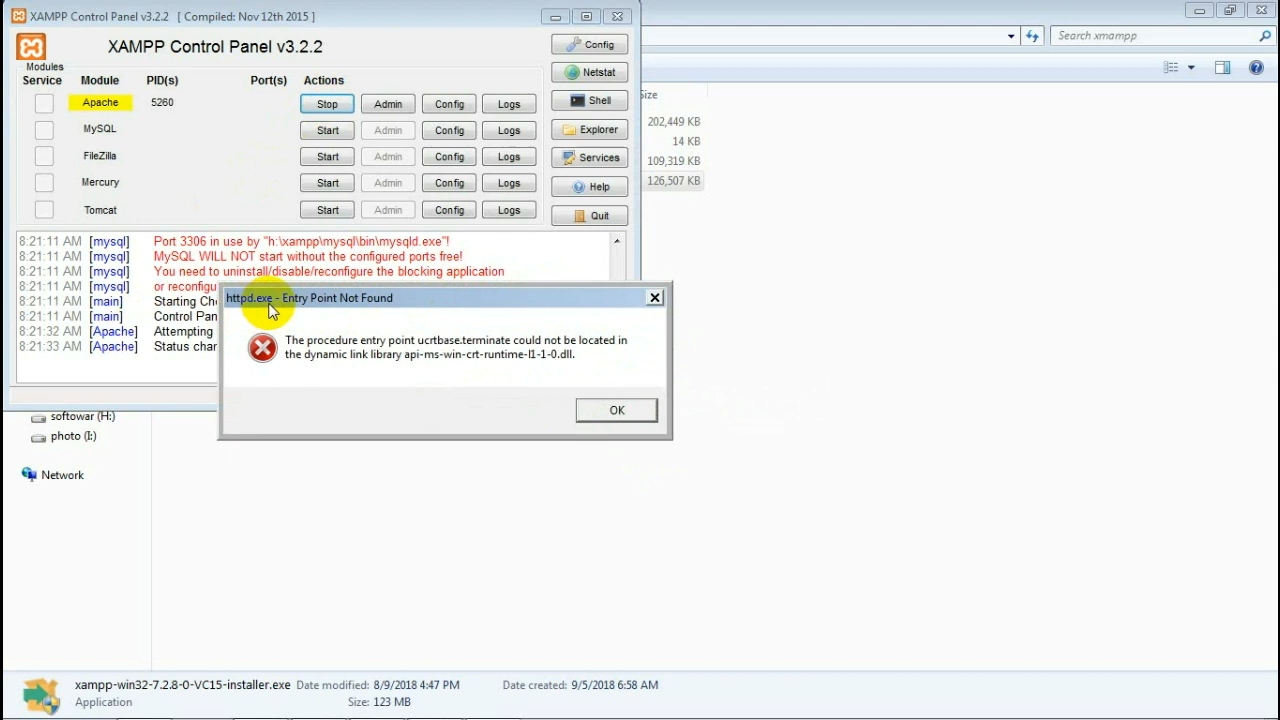 XAMPP Control Panel v3.2.2 [ Compiled: Nov 12th 2015 ]
XAMPP Control Panel v3.2.2
Config
Modules
Service Module PID(s) Port(s) Actions
Netstat
Apache 5260 Stop Admin Config Logs
Shell
MySQL Start Admin Config Logs
Explorer
FileZilla Start Admin Config Logs
Services
Mercury Start Admin Config Logs
Help
Tomcat Start Admin Config Logs
Quit
8:21:11 AM [mysql] Port 3306 in use by "h:\xampp\mysql\bin\mysqld.exe"!
8:21:11 AM [mysql] MySQL WILL NOT start without the configured ports free!
8:21:11 AM [mysql] You need to uninstall/disable/reconfigure the blocking application
8:21:11 AM [mysql] or reconfigu
8:21:11 AM [main] Starting Che
8:21:11 AM [main] Control Pan
8:21:32 AM [Apache] Attempting
8:21:33 AM [Apache] Status char
httpd.exe - Entry Point Not Found
The procedure entry point ucrtbase.terminate could not be located in
the dynamic link library api-ms-win-crt-runtime-l1-1-0.dll.
OK
Search xmampp
Size
202,449 KB
14 KB
109,319 KB
126,507 KB
softowar (H:)
photo (I:)
Network
xampp-win32-7.2.8-0-VC15-installer.exe Date modified: 8/9/2018 4:47 PM Date created: 9/5/2018 6:58 AM
Application Size: 123 MB